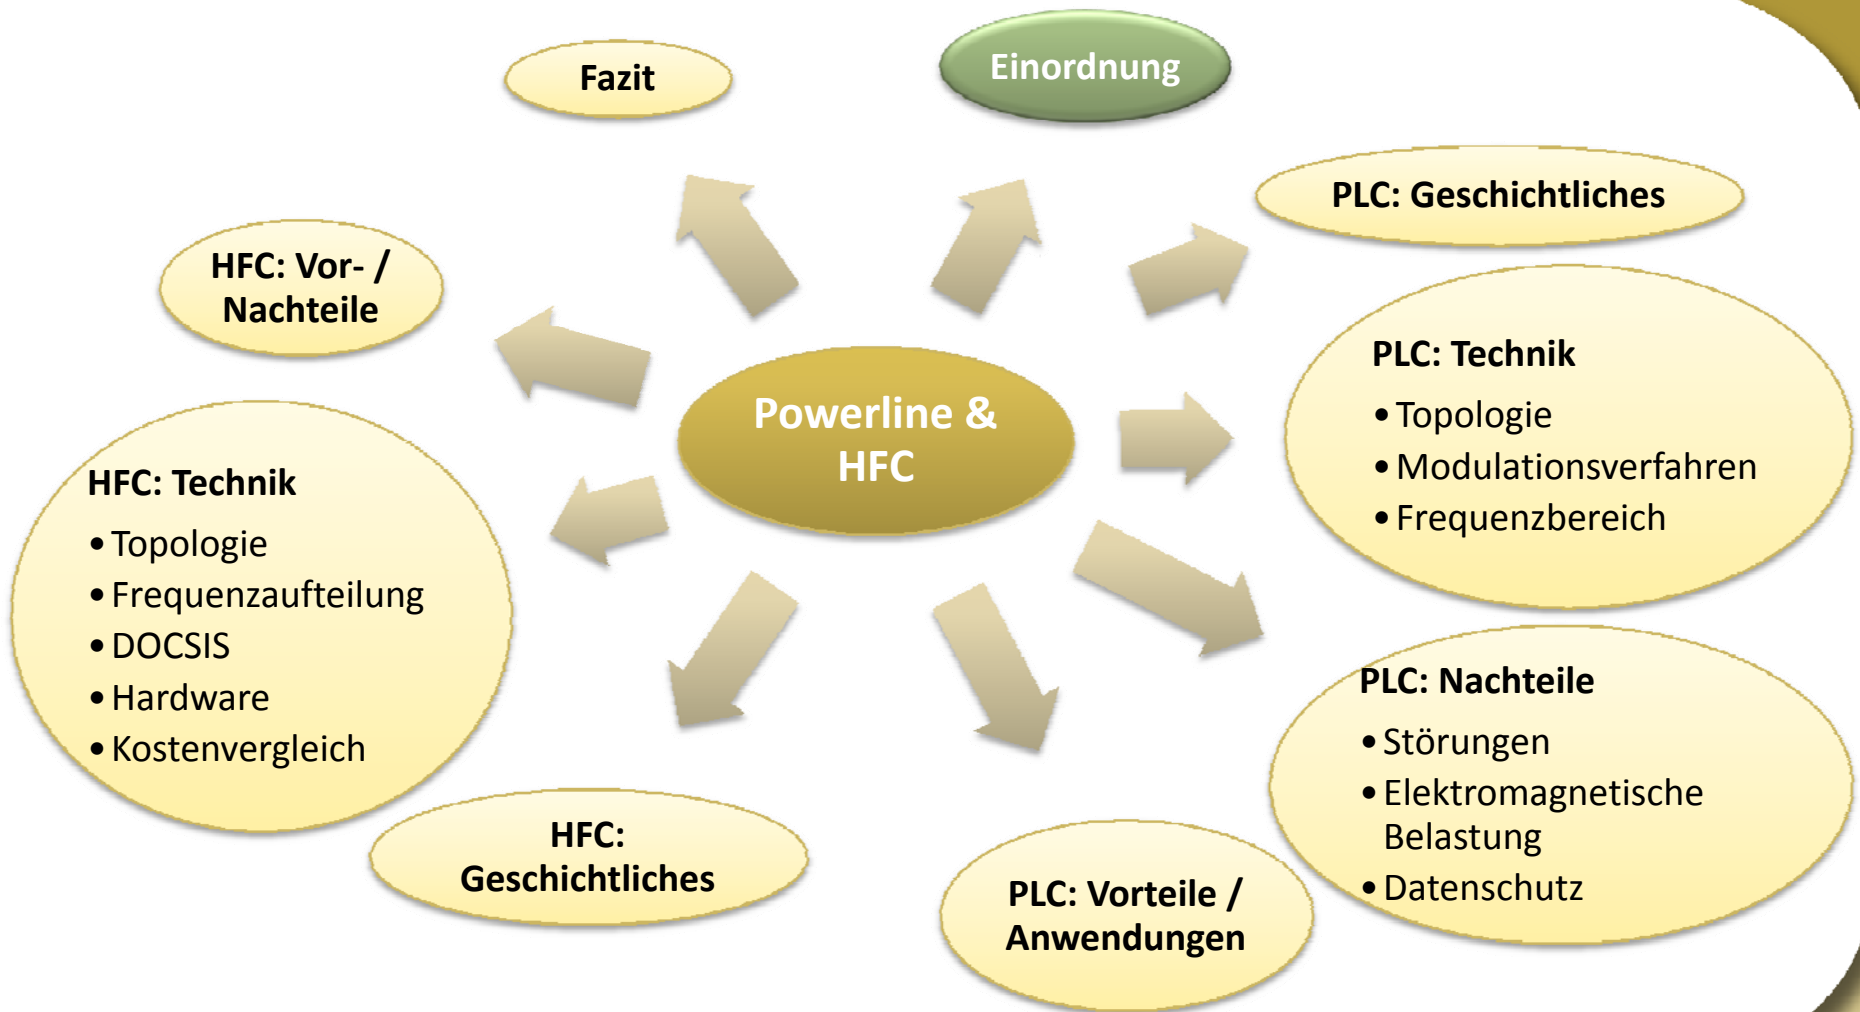 Fazit
Einordnung
PLC: Geschichtliches
PLC: Technik
• Topologie
• Modulationsverfahren
• Frequenzbereich
PLC: Nachteile
• Störungen
• Elektromagnetische
Belastung
• Datenschutz
PLC: Vorteile /
Anwendungen
HFC:
Geschichtliches
HFC: Technik
• Topologie
• Frequenzaufteilung
• DOCSIS
• Hardware
• Kostenvergleich
HFC: Vor- /
Nachteile
Powerline &
HFC